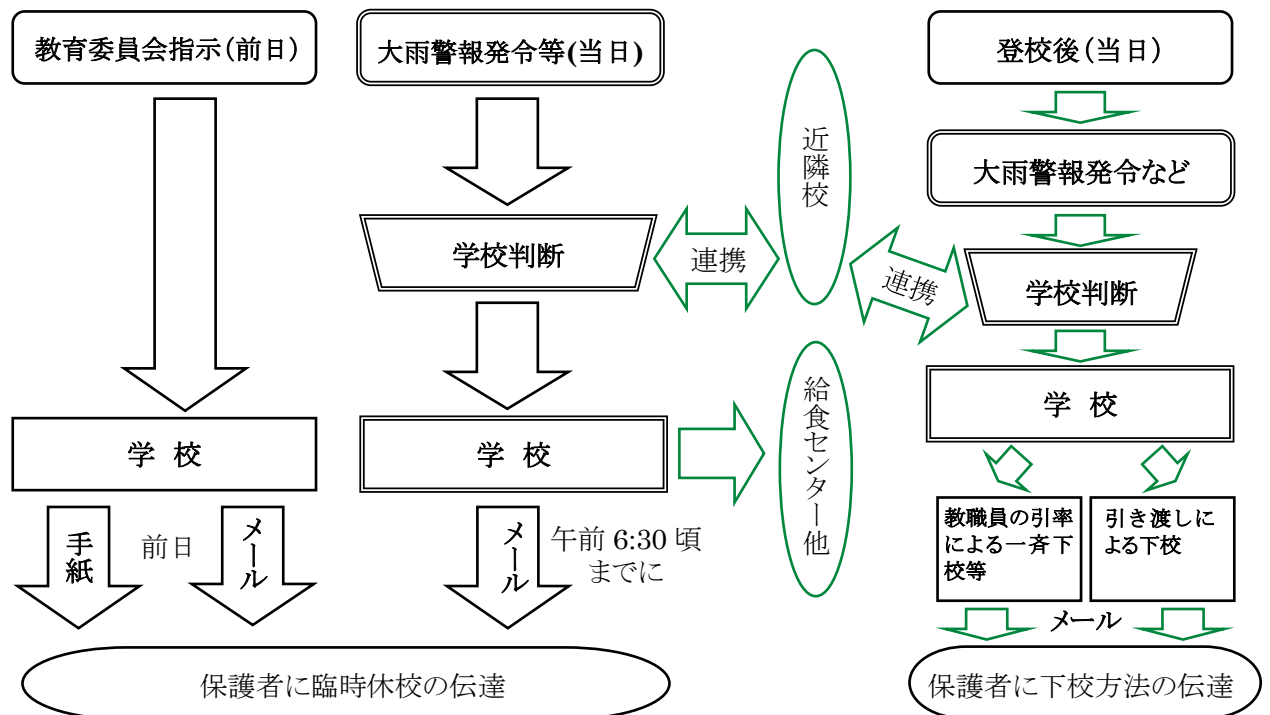 教育委員会指示(前日)
学 校
手紙
前日
メール
大雨警報発令等(当日)
学校判断
連携
近隣校
学 校
給食センター他
メール
午前 6:30 頃
までに
保護者に臨時休校の伝達
登校後(当日)
大雨警報発令など
連携
学校判断
学 校
教職員の引率
による一斉下
校等
引き渡しに
よる下校
メール
保護者に下校方法の伝達